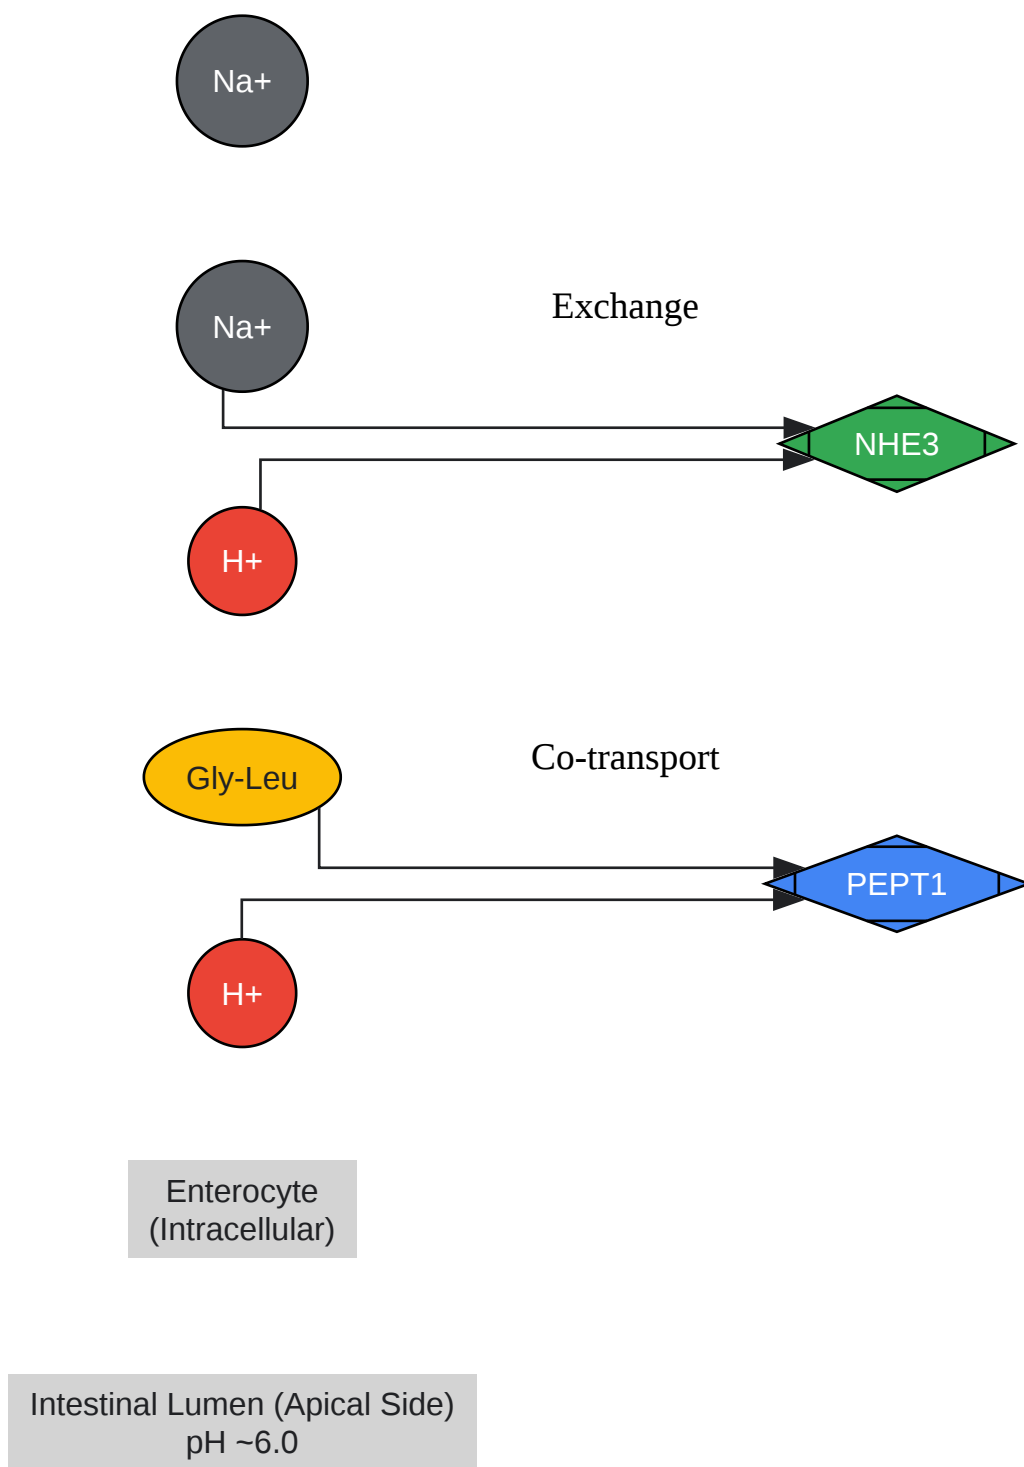 Na+
Na+
Exchange
NHE3
H+
Co-transport
Gly-Leu
PEPT1
H+
Enterocyte
(Intracellular)
Intestinal Lumen (Apical Side)
pH ~6.0